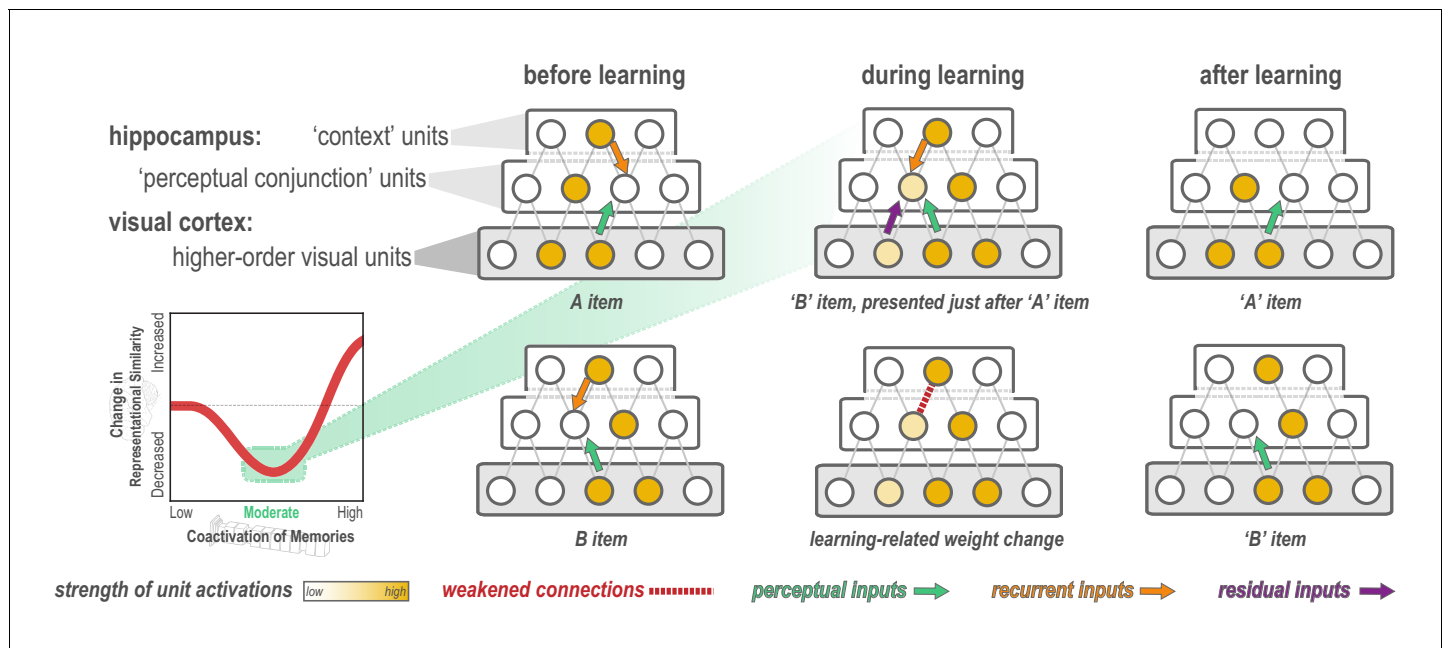 before learning
during learning
after learning
hippocampus: ‘context’ units
‘perceptual conjunction’ units
visual cortex:
higher-order visual units
A item
‘B’ item, presented just after ‘A’ item
‘A’ item
Change in
Representational Similarity
Increased
Decreased
Low
Moderate
High
Coactivation of Memories
B item
learning-related weight change
‘B’ item
strength of unit activations
low
high
weakened connections
perceptual inputs
recurrent inputs
residual inputs